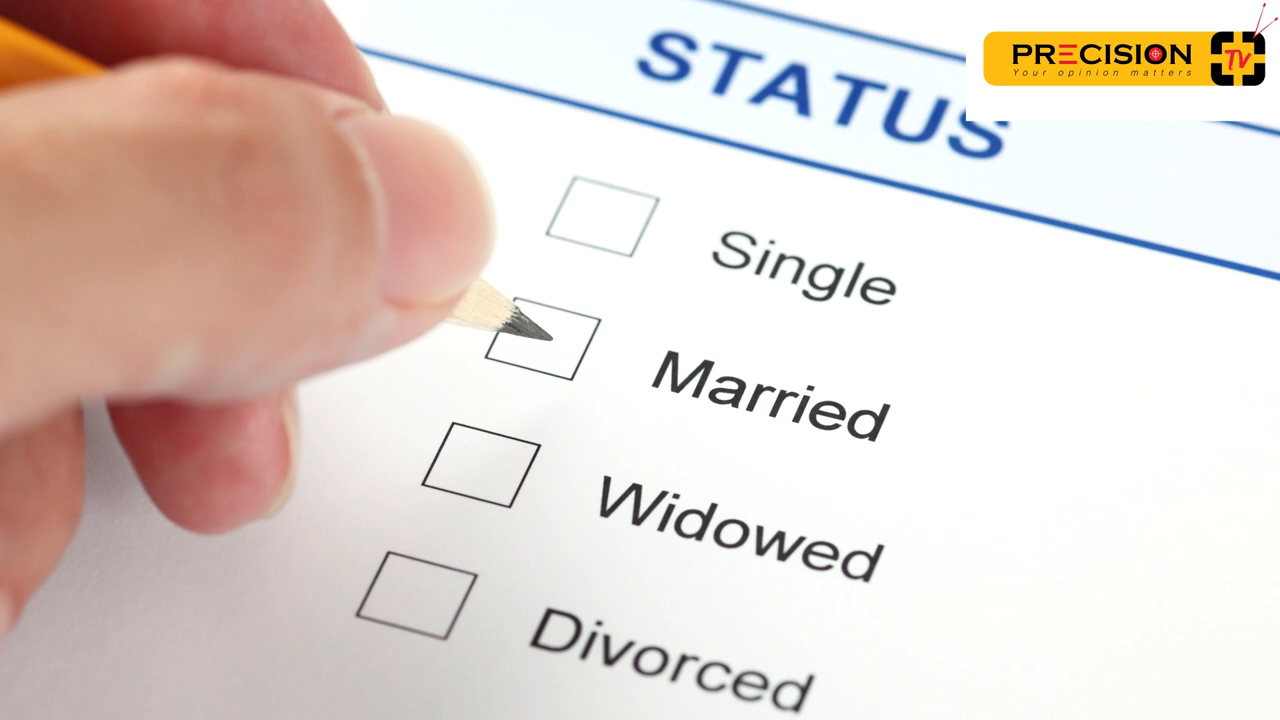 STATUS
PRECISION
Your opinion matters
TV
Single
Married
Widowed
Divorced